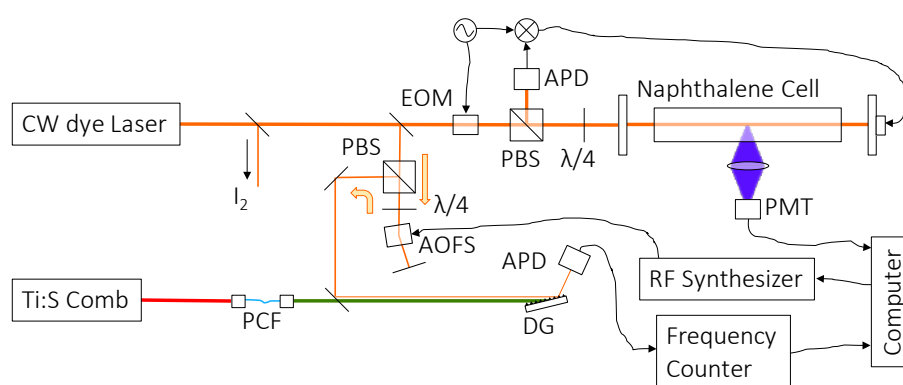 APD
Naphthalene Cell
EOM
CW dye Laser
PBS
λ/4
PBS
I₂
λ/4
PMT
AOFS
APD
RF Synthesizer
Computer
Ti:S Comb
PCF
DG
Frequency
Counter